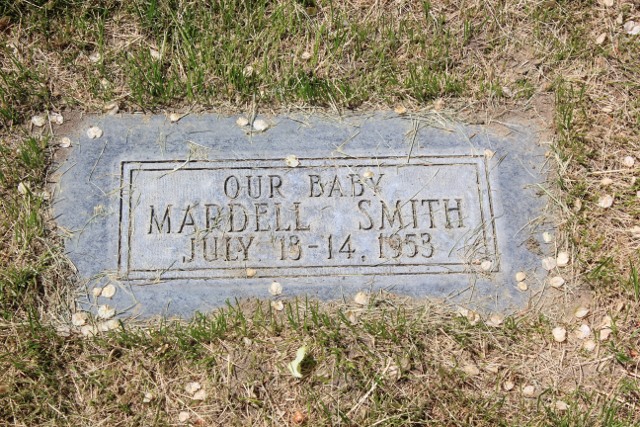 OUR BABY
MARDELL SMITH
JULY 13-14, 1953